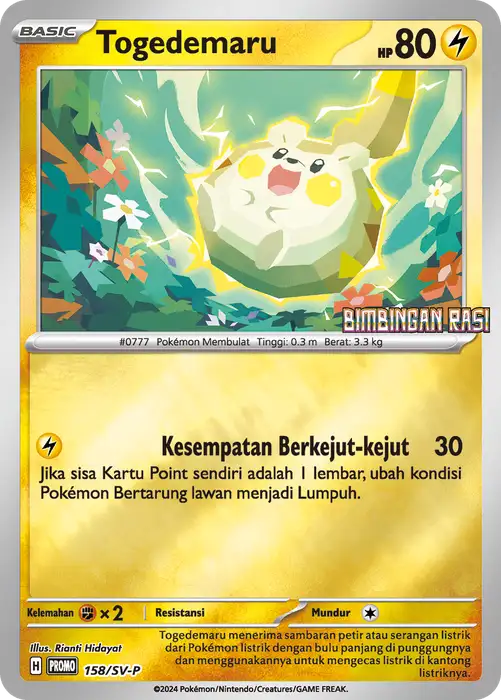 BASIC Togedemaru HP 80
BIMBINGAN RASI
#0777 Pokémon Membulat Tinggi: 0.3 m Berat: 3.3 kg
Kesempatan Berkejut-kejut 30
Jika sisa Kartu Point sendiri adalah 1 lembar, ubah kondisi
Pokémon Bertarung lawan menjadi Lumpuh.
Kelemahan ×2 Resistansi Mundur
Illus. Rianti Hidayat
H PROMO 158/SV-P
Togedemaru menerima sambaran petir atau serangan listrik
dari Pokémon listrik dengan bulu panjang di punggungnya
dan menggunakannya untuk mengecas listrik di kantong
listriknya.
©2024 Pokémon/Nintendo/Creatures/GAME FREAK.